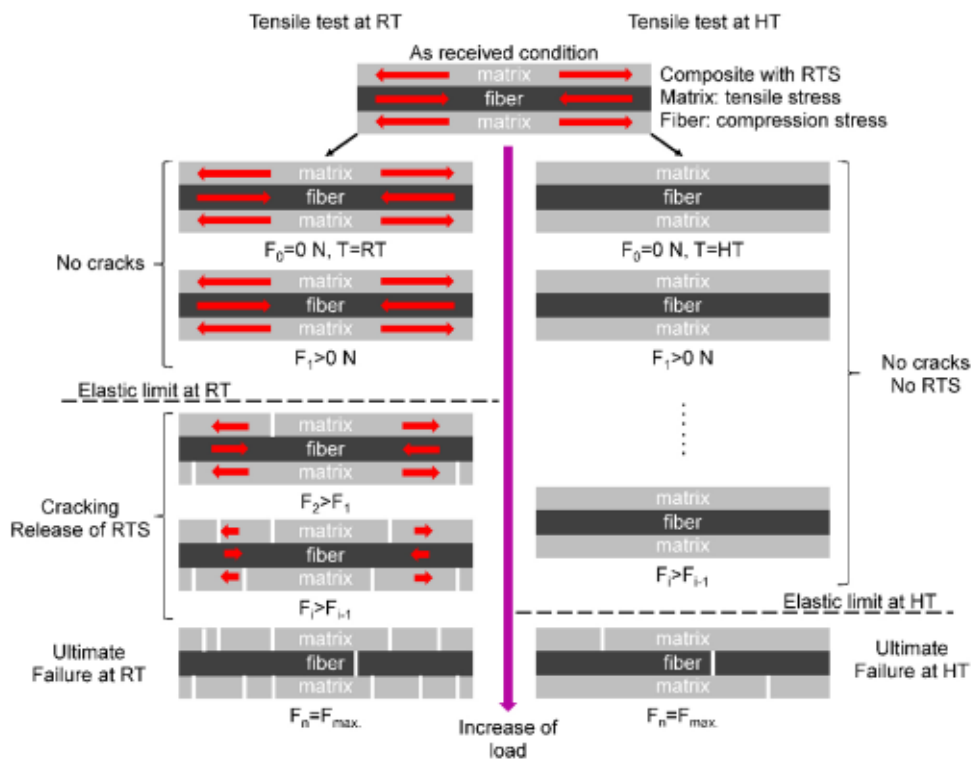 Tensile test at RT
Tensile test at HT
As received condition
matrix
fiber
matrix
Composite with RTS
Matrix: tensile stress
Fiber: compression stress
No cracks
matrix
fiber
matrix
F₀=0 N, T=RT
matrix
fiber
matrix
F₁>0 N
Elastic limit at RT
Cracking
Release of RTS
matrix
fiber
matrix
F₂>F₁
matrix
fiber
matrix
Fᵢ>Fᵢ₋₁
Ultimate
Failure at RT
matrix
fiber
matrix
Fₙ=Fₘₐₓ.
matrix
fiber
matrix
F₀=0 N, T=HT
matrix
fiber
matrix
F₁>0 N
No cracks
No RTS
matrix
fiber
matrix
Fᵢ>Fᵢ₋₁
Elastic limit at HT
matrix
fiber
matrix
Ultimate
Failure at HT
Fₙ=Fₘₐₓ.
Increase of
load